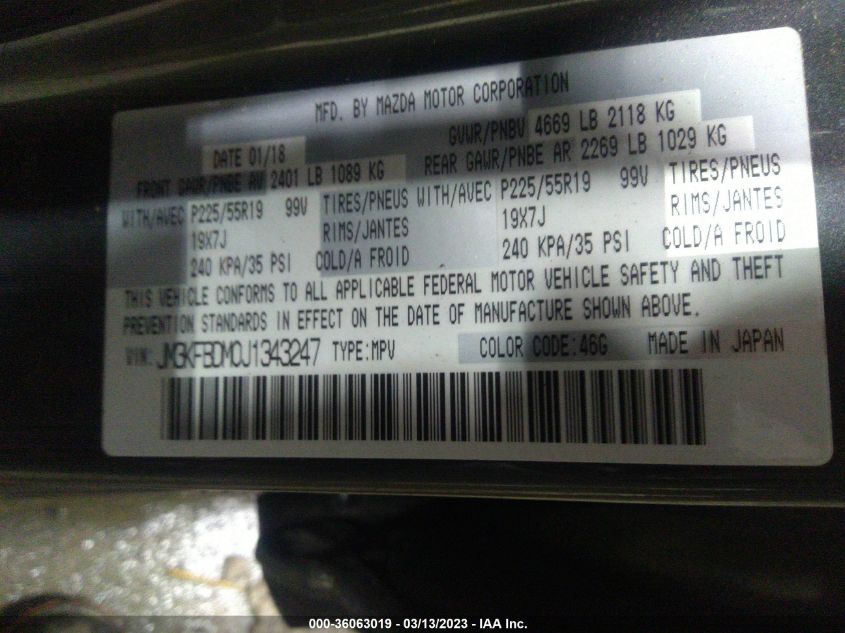 MFD. BY MAZDA MOTOR CORPORATION
DATE 01/18 GVWR/PNBV 4669 LB 2118 KG
FRONT GAWR/PNBE AV 2401 LB 1089 KG REAR GAWR/PNBE AR 2269 LB 1029 KG
WITH/AVEC P225/55R19 99V TIRES/PNEUS WITH/AVEC P225/55R19 99V TIRES/PNEUS
19X7J RIMS/JANTES 19X7J RIMS/JANTES
240 KPA/35 PSI COLD/A FROID 240 KPA/35 PSI COLD/A FROID
THIS VEHICLE CONFORMS TO ALL APPLICABLE FEDERAL MOTOR VEHICLE SAFETY AND THEFT
PREVENTION STANDARDS IN EFFECT ON THE DATE OF MANUFACTURE SHOWN ABOVE.
VIN: JM3KFBDM0J1343247 TYPE:MPV COLOR CODE:46G MADE IN JAPAN
000-36063019 - 03/13/2023 - IAA Inc.